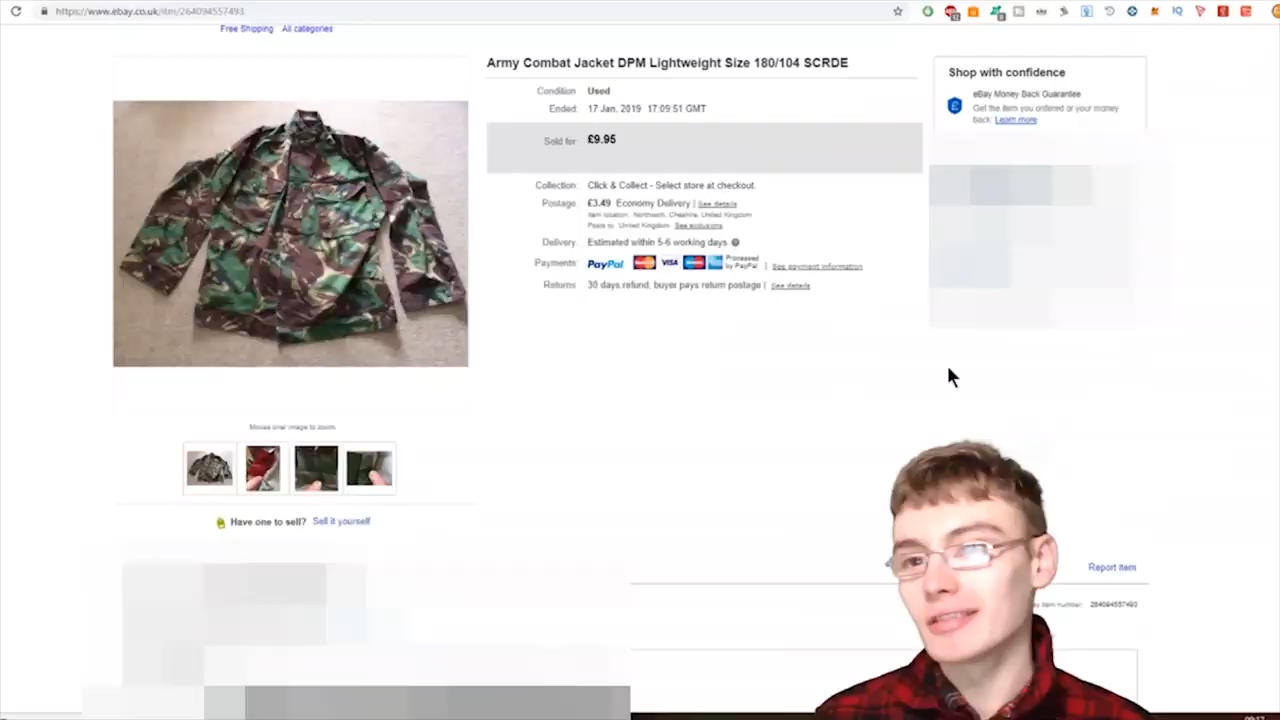 https://www.ebay.co.uk/itm/264094557493
Free Shipping All categories
Army Combat Jacket DPM Lightweight Size 180/104 SCRDE
Condition Used
Ended: 17 Jan, 2019 17:09:51 GMT
Sold for: £9.95
Collection: Click & Collect - Select store at checkout.
Postage: £3.49 Economy Delivery | See details
Item location: Northwich, Cheshire, United Kingdom
Posts to: United Kingdom See exclusions
Delivery: Estimated within 5-6 working days
Payments: PayPal VISA Processed by PayPal | See payment information
Returns: 30 days refund, buyer pays return postage | See details
Shop with confidence
eBay Money Back Guarantee
Get the item you ordered or your money
back. Learn more
Mouse over image to zoom
Have one to sell? Sell it yourself
Report item
item number: 264094557493